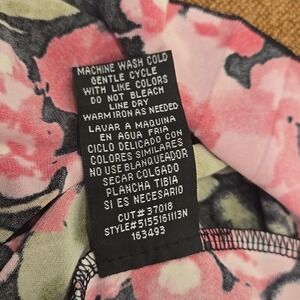 MACHINE WASH COLD
GENTLE CYCLE
WITH LIKE COLORS
DO NOT BLEACH
LINE DRY
WARM IRON AS NEEDED
LAVAR A MAQUINA
EN AGUA FRIA
CICLO DELICADO CON
COLORES SIMILARES
NO USE BLANQUEADOR
SECAR COLGADO
PLANCHA TIBIA
SI ES NECESARIO
CUT#37018
STYLE#5155161113N
163493